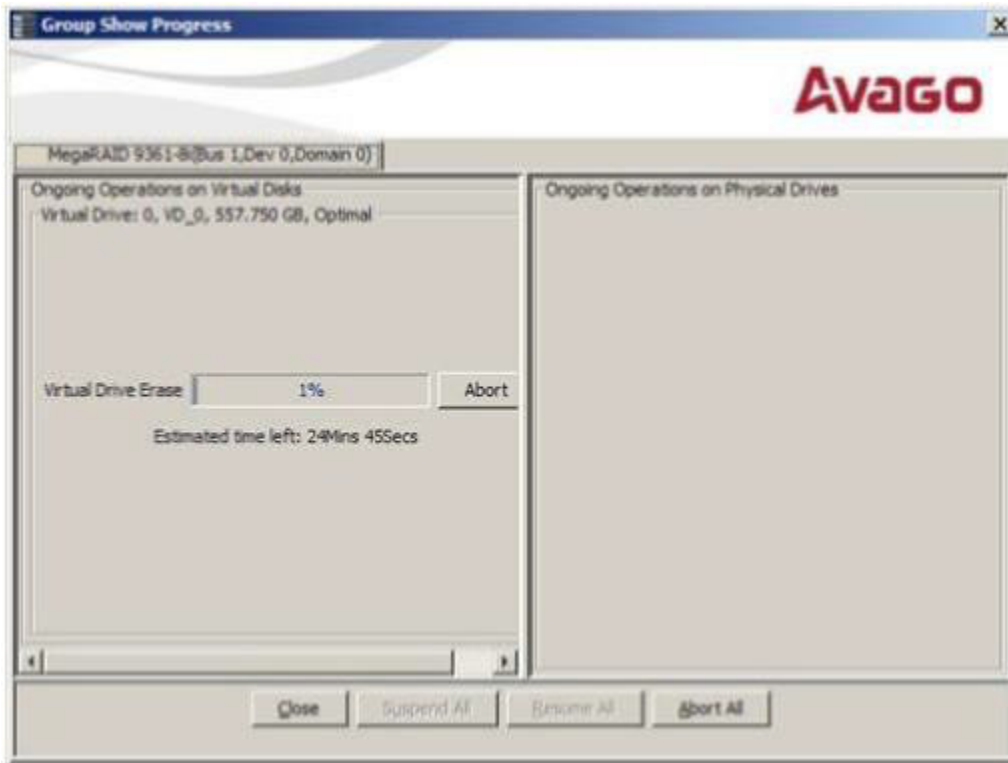 Group Show Progress
AVAGO
MegaRAID 9361-8i(Bus 1,Dev 0,Domain 0)
Ongoing Operations on Virtual Disks
Virtual Drive: 0, VD_0, 557.750 GB, Optimal
Virtual Drive Erase 1% Abort
Estimated time left: 24Mins 45Secs
Ongoing Operations on Physical Drives
Close Suspend All Resume All Abort All